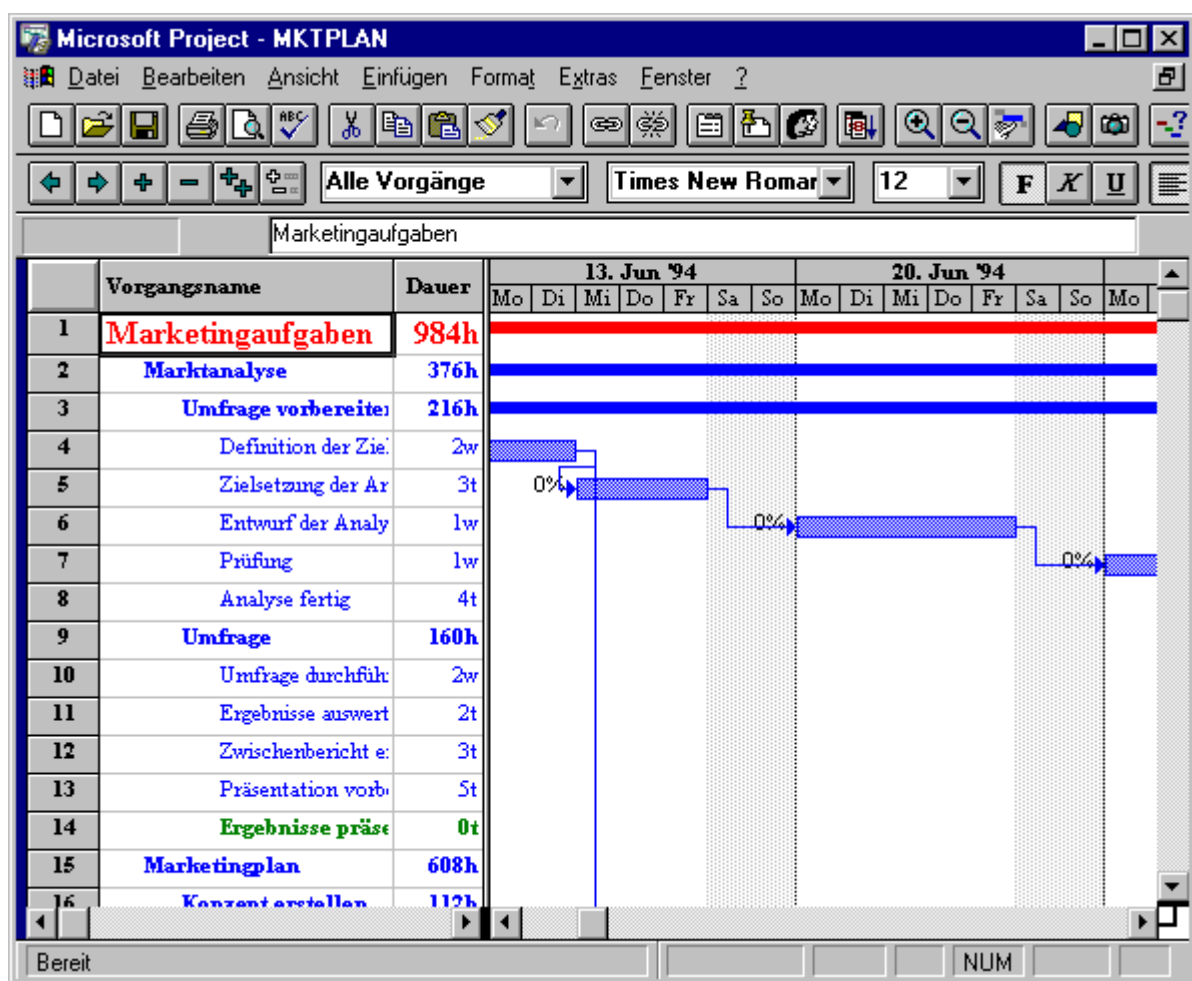 Microsoft Project - MKTPLAN
Datei Bearbeiten Ansicht Einfügen Format Extras Fenster ?
ABC
Alle Vorgänge Times New Romar 12 F K U
Marketingaufgaben
Vorgangsname Dauer 13. Jun '94 20. Jun '94
Mo Di Mi Do Fr Sa So Mo Di Mi Do Fr Sa So Mo
1 Marketingaufgaben 984h
2 Marktanalyse 376h
3 Umfrage vorbereiter 216h
4 Definition der Ziel 2w
5 Zielsetzung der Ar 3t 0%
6 Entwurf der Analy 1w 0%
7 Prüfung 1w 0%
8 Analyse fertig 4t
9 Umfrage 160h
10 Umfrage durchfüh 2w
11 Ergebnisse auswert 2t
12 Zwischenbericht e 3t
13 Präsentation vorb 5t
14 Ergebnisse präse 0t
15 Marketingplan 608h
16 Konzept erstellen 112h
Bereit NUM